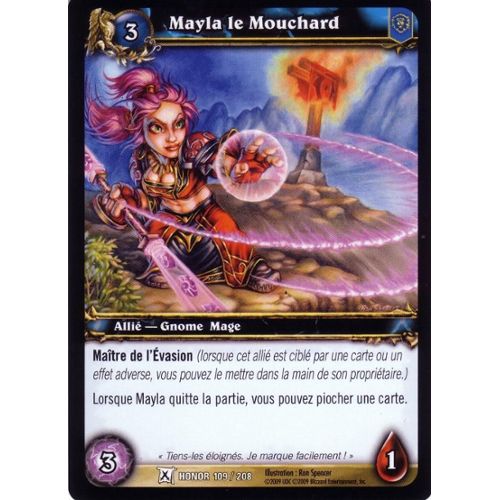 3
Mayla le Mouchard
Allié — Gnome Mage
Maître de l'Évasion (lorsque cet allié est ciblé par une carte ou un
effet adverse, vous pouvez le mettre dans la main de son propriétaire.)
Lorsque Mayla quitte la partie, vous pouvez piocher une carte.
« Tiens-les éloignés. Je marque facilement ! »
3
1
HONOR 109 / 208
Illustration : Ron Spencer
©2009 UDC ©2009 Blizzard Entertainment, Inc.